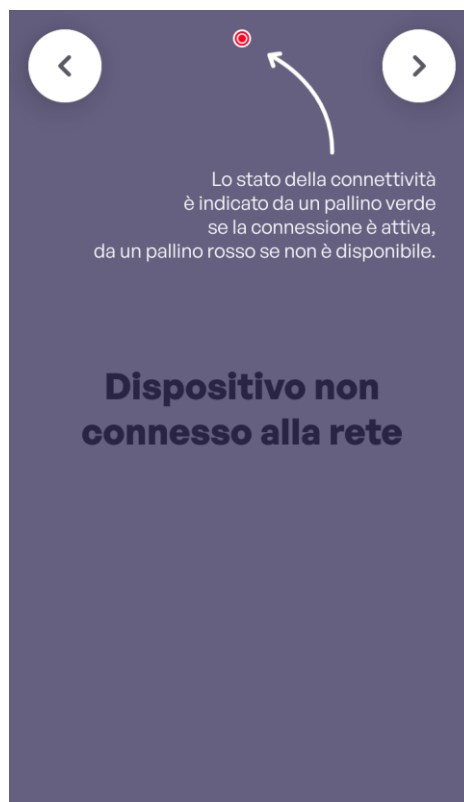 Lo stato della connettività
è indicato da un pallino verde
se la connessione è attiva,
da un pallino rosso se non è disponibile.
Dispositivo non
connesso alla rete